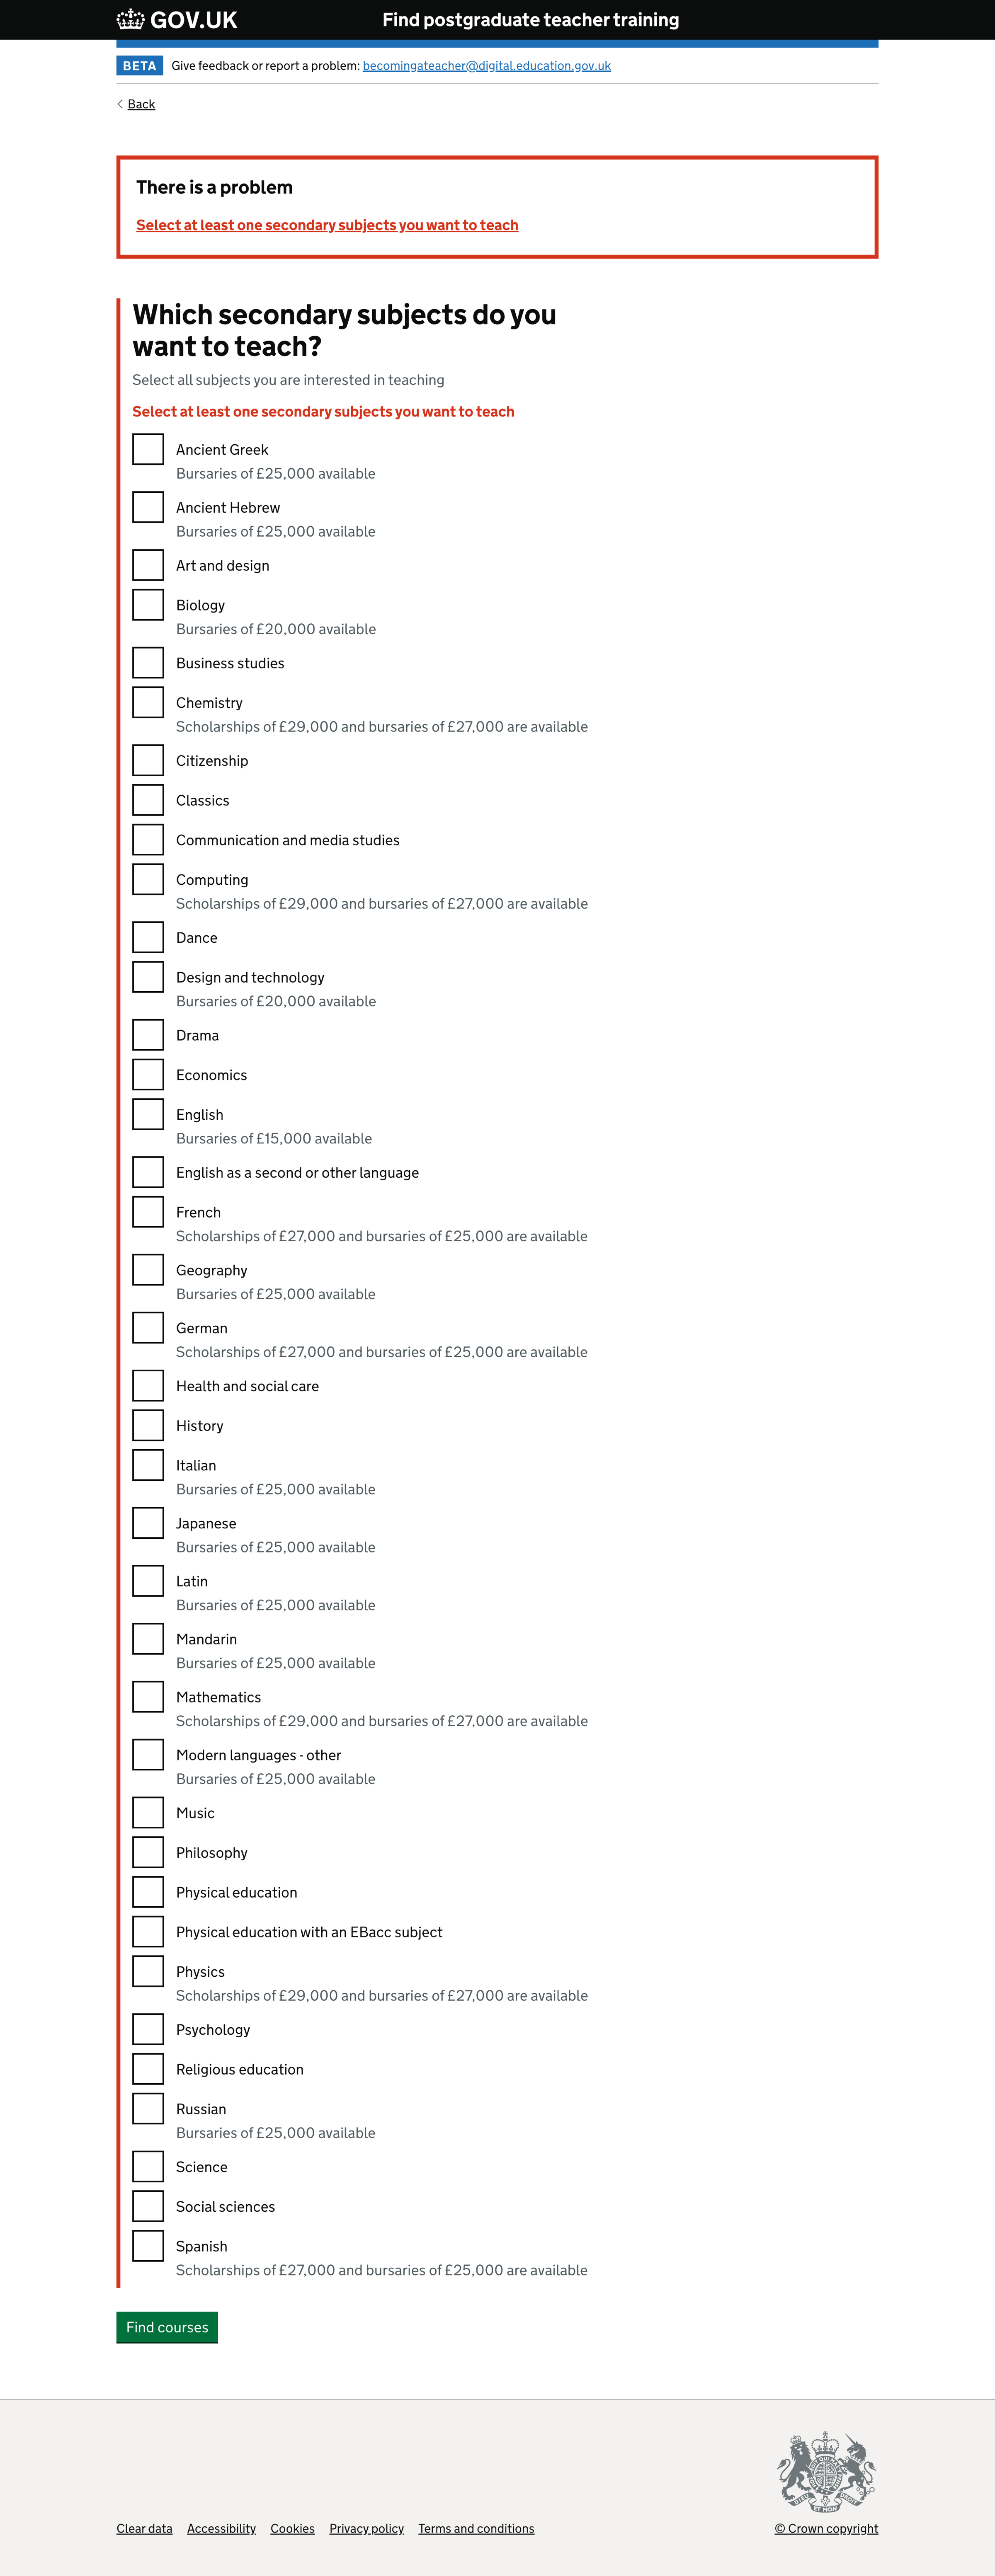 GOV.UK Find postgraduate teacher training
BETA Give feedback or report a problem: becomingateacher@digital.education.gov.uk
Back
There is a problem
Select at least one secondary subjects you want to teach
Which secondary subjects do you
want to teach?
Select all subjects you are interested in teaching
Select at least one secondary subjects you want to teach
Ancient Greek
Bursaries of £25,000 available
Ancient Hebrew
Bursaries of £25,000 available
Art and design
Biology
Bursaries of £20,000 available
Business studies
Chemistry
Scholarships of £29,000 and bursaries of £27,000 are available
Citizenship
Classics
Communication and media studies
Computing
Scholarships of £29,000 and bursaries of £27,000 are available
Dance
Design and technology
Bursaries of £20,000 available
Drama
Economics
English
Bursaries of £15,000 available
English as a second or other language
French
Scholarships of £27,000 and bursaries of £25,000 are available
Geography
Bursaries of £25,000 available
German
Scholarships of £27,000 and bursaries of £25,000 are available
Health and social care
History
Italian
Bursaries of £25,000 available
Japanese
Bursaries of £25,000 available
Latin
Bursaries of £25,000 available
Mandarin
Bursaries of £25,000 available
Mathematics
Scholarships of £29,000 and bursaries of £27,000 are available
Modern languages - other
Bursaries of £25,000 available
Music
Philosophy
Physical education
Physical education with an EBacc subject
Physics
Scholarships of £29,000 and bursaries of £27,000 are available
Psychology
Religious education
Russian
Bursaries of £25,000 available
Science
Social sciences
Spanish
Scholarships of £27,000 and bursaries of £25,000 are available
Find courses
Clear data Accessibility Cookies Privacy policy Terms and conditions © Crown copyright